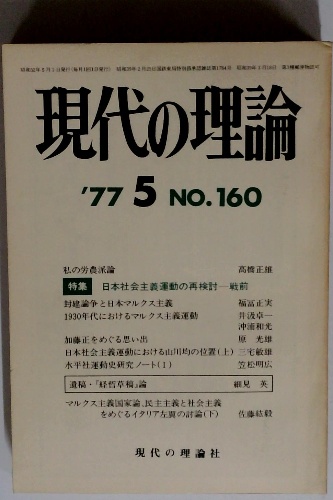 現代の理論
'77 5 NO.160
私の労農派論 高橋正雄
特集 日本社会主義運動の再検討―戦前
封建論争と日本マルクス主義 福冨正実
1930年代におけるマルクス主義運動 井汲卓一
沖浦和光
加藤正をめぐる思い出 原光雄
日本社会主義運動における山川均の位置(上) 三宅敏雄
水平社運動史研究ノート(1) 笠松明広
遺稿・『経哲草稿』論 細見英
マルクス主義国家論、民主主義と社会主義
をめぐるイタリア左翼の討論(下) 佐藤紘毅
現代の理論社